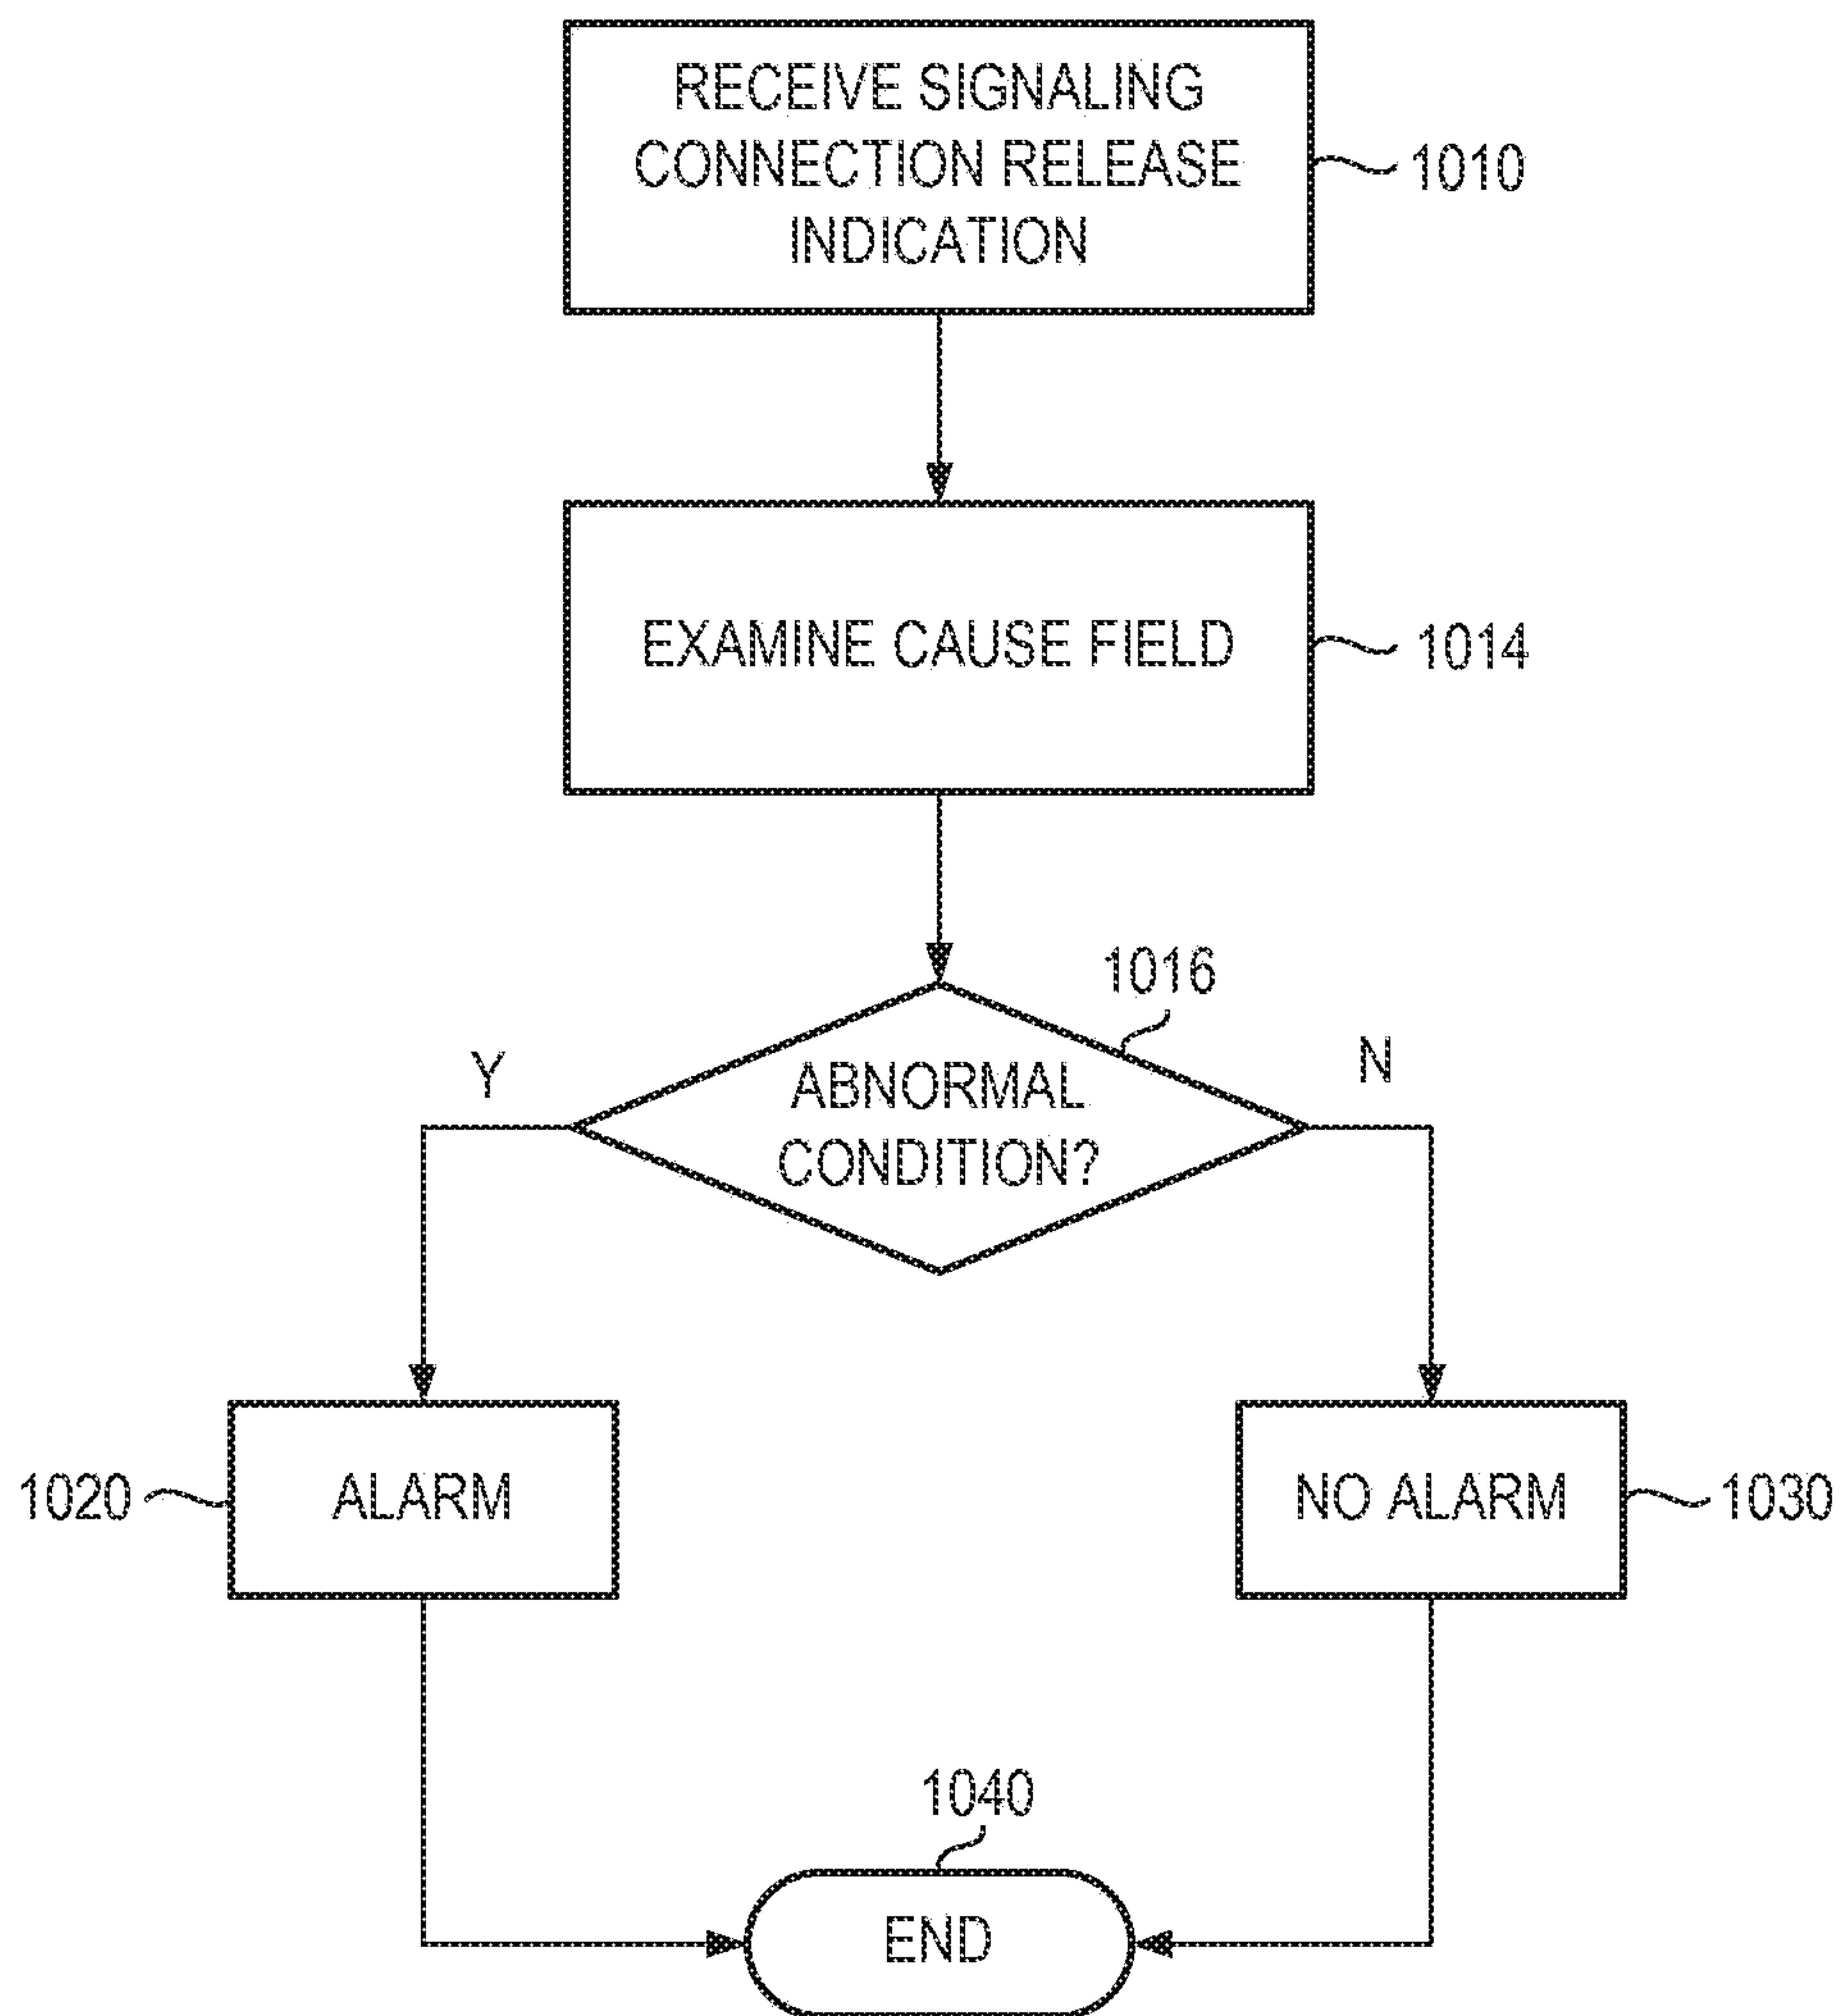 RECEIVE SIGNALING
CONNECTION RELEASE
INDICATION
1010
EXAMINE CAUSE FIELD
1014
1016
Y
N
ABNORMAL
CONDITION?
1020
ALARM
NO ALARM
1030
1040
END